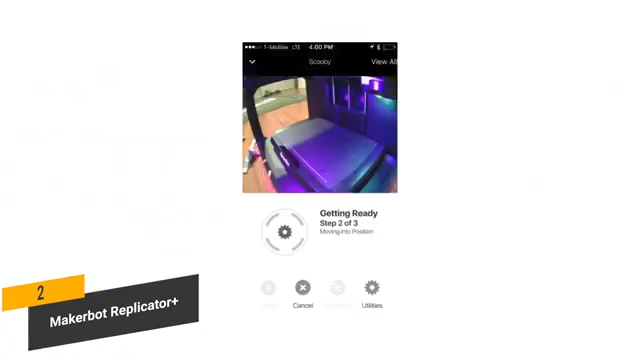 T-Mobile LTE 4:00 PM
Scooby View All
Getting Ready
Step 2 of 3
Moving into Position
Cancel Utilities
2
Makerbot Replicator+